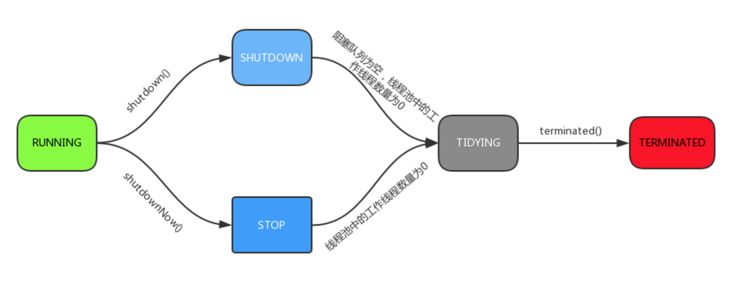 RUNNING
shutdown()
SHUTDOWN
阻塞队列为空，线程池中的工
作线程数量为0
shutdownNow()
STOP
线程池中的工作线程数量为0
TIDYING
terminated()
TERMINATED